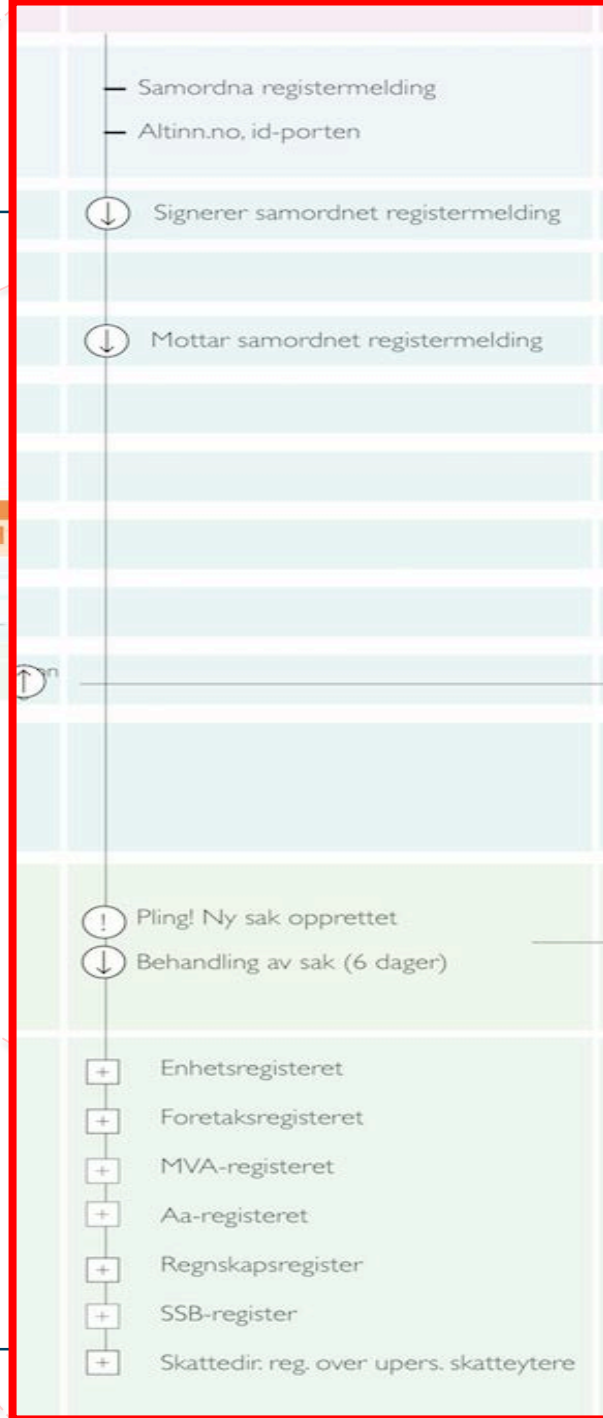 Samordna registermelding
Altinn.no, id-porten
Signerer samordnet registermelding
Mottar samordnet registermelding
Pling! Ny sak opprettet
Behandling av sak (6 dager)
Enhetsregisteret
Foretaksregisteret
MVA-registeret
Aa-registeret
Regnskapsregister
SSB-register
Skattedir. reg. over upers. skatteytere